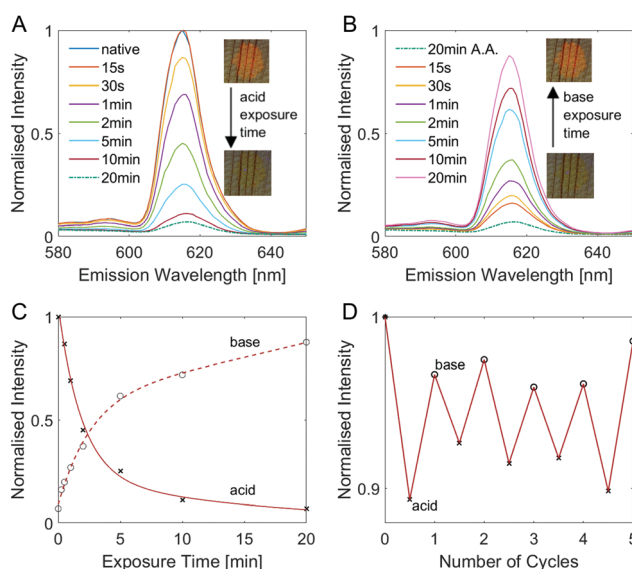 A
1
Normalised Intensity
0.5
0
native
15s
30s
1min
2min
5min
10min
20min
acid
exposure
time
580
600
620
640
Emission Wavelength [nm]
B
1
Normalised Intensity
0.5
0
20min A.A.
15s
30s
1min
2min
5min
10min
20min
base
exposure
time
580
600
620
640
Emission Wavelength [nm]
C
1
Normalised Intensity
0.5
0
base
acid
0
5
10
15
20
Exposure Time [min]
D
1
Normalised Intensity
0.9
base
acid
0
1
2
3
4
5
Number of Cycles